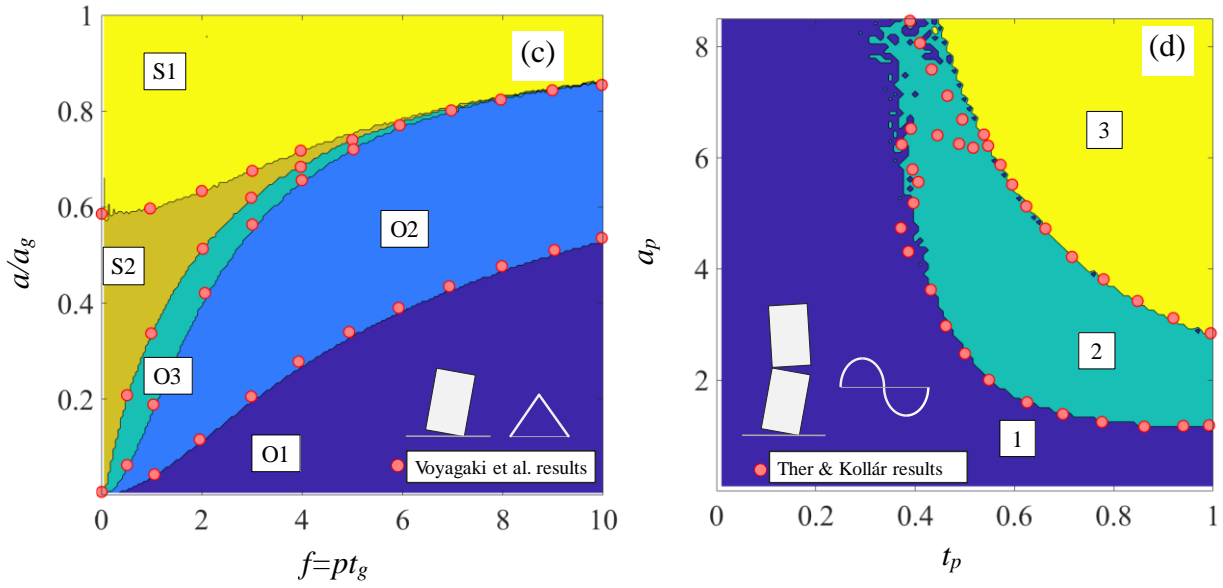 (c)
1
0.8
0.6
0.4
0.2
a/a_g
S1
S2
O3
O2
O1
Voyagaki et al. results
0 2 4 6 8 10
f=pt_g
(d)
8
6
4
2
a_p
3
2
1
Ther & Kollár results
0 0.2 0.4 0.6 0.8 1
t_p